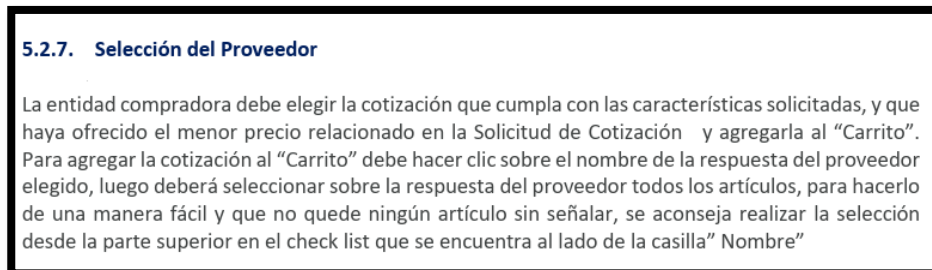 5.2.7. Selección del Proveedor
La entidad compradora debe elegir la cotización que cumpla con las características solicitadas, y que
haya ofrecido el menor precio relacionado en la Solicitud de Cotización y agregarla al “Carrito”.
Para agregar la cotización al “Carrito” debe hacer clic sobre el nombre de la respuesta del proveedor
elegido, luego deberá seleccionar sobre la respuesta del proveedor todos los artículos, para hacerlo
de una manera fácil y que no quede ningún artículo sin señalar, se aconseja realizar la selección
desde la parte superior en el check list que se encuentra al lado de la casilla” Nombre”